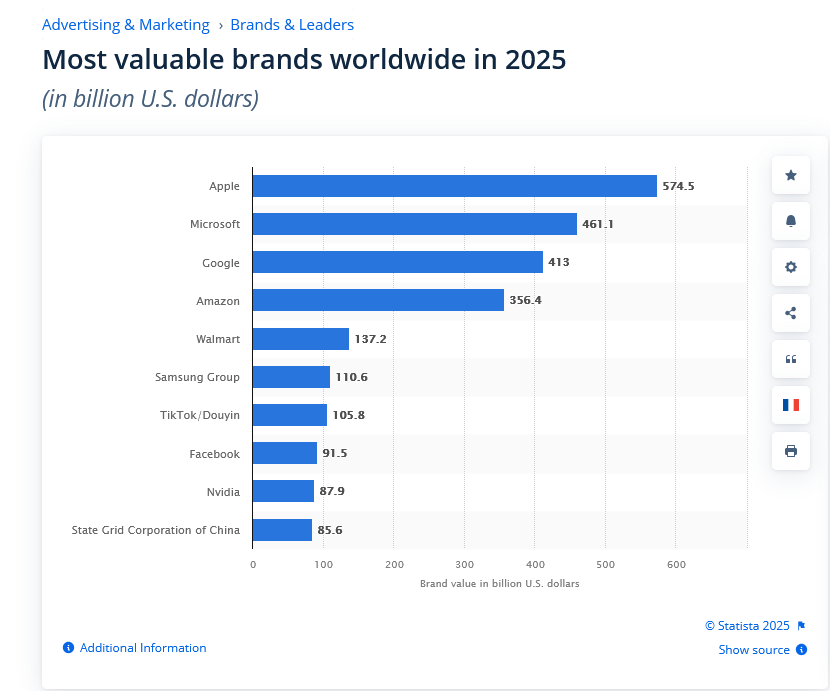 Advertising & Marketing › Brands & Leaders
Most valuable brands worldwide in 2025
(in billion U.S. dollars)
Apple 574.5
Microsoft 461.1
Google 413
Amazon 356.4
Walmart 137.2
Samsung Group 110.6
TikTok/Douyin 105.8
Facebook 91.5
Nvidia 87.9
State Grid Corporation of China 85.6
0 100 200 300 400 500 600
Brand value in billion U.S. dollars
© Statista 2025
Additional Information
Show source